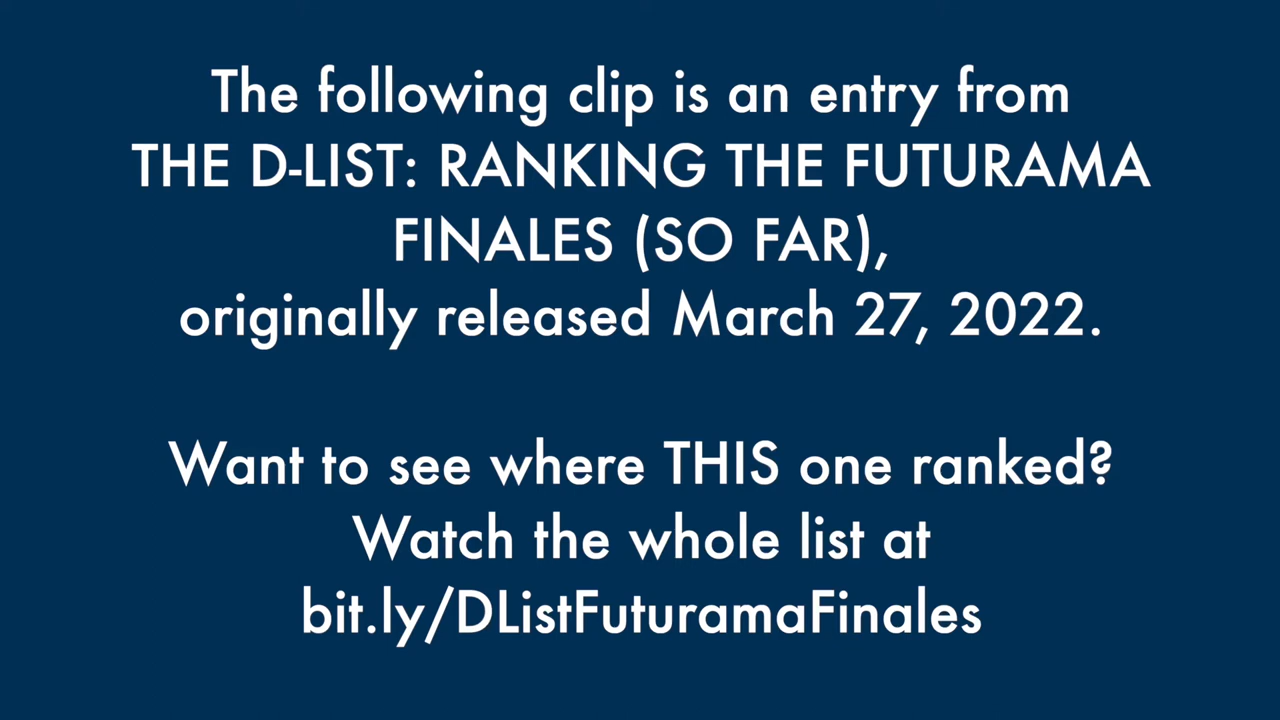 The following clip is an entry from
THE D-LIST: RANKING THE FUTURAMA
FINALES (SO FAR),
originally released March 27, 2022.
Want to see where THIS one ranked?
Watch the whole list at
bit.ly/DListFuturamaFinales